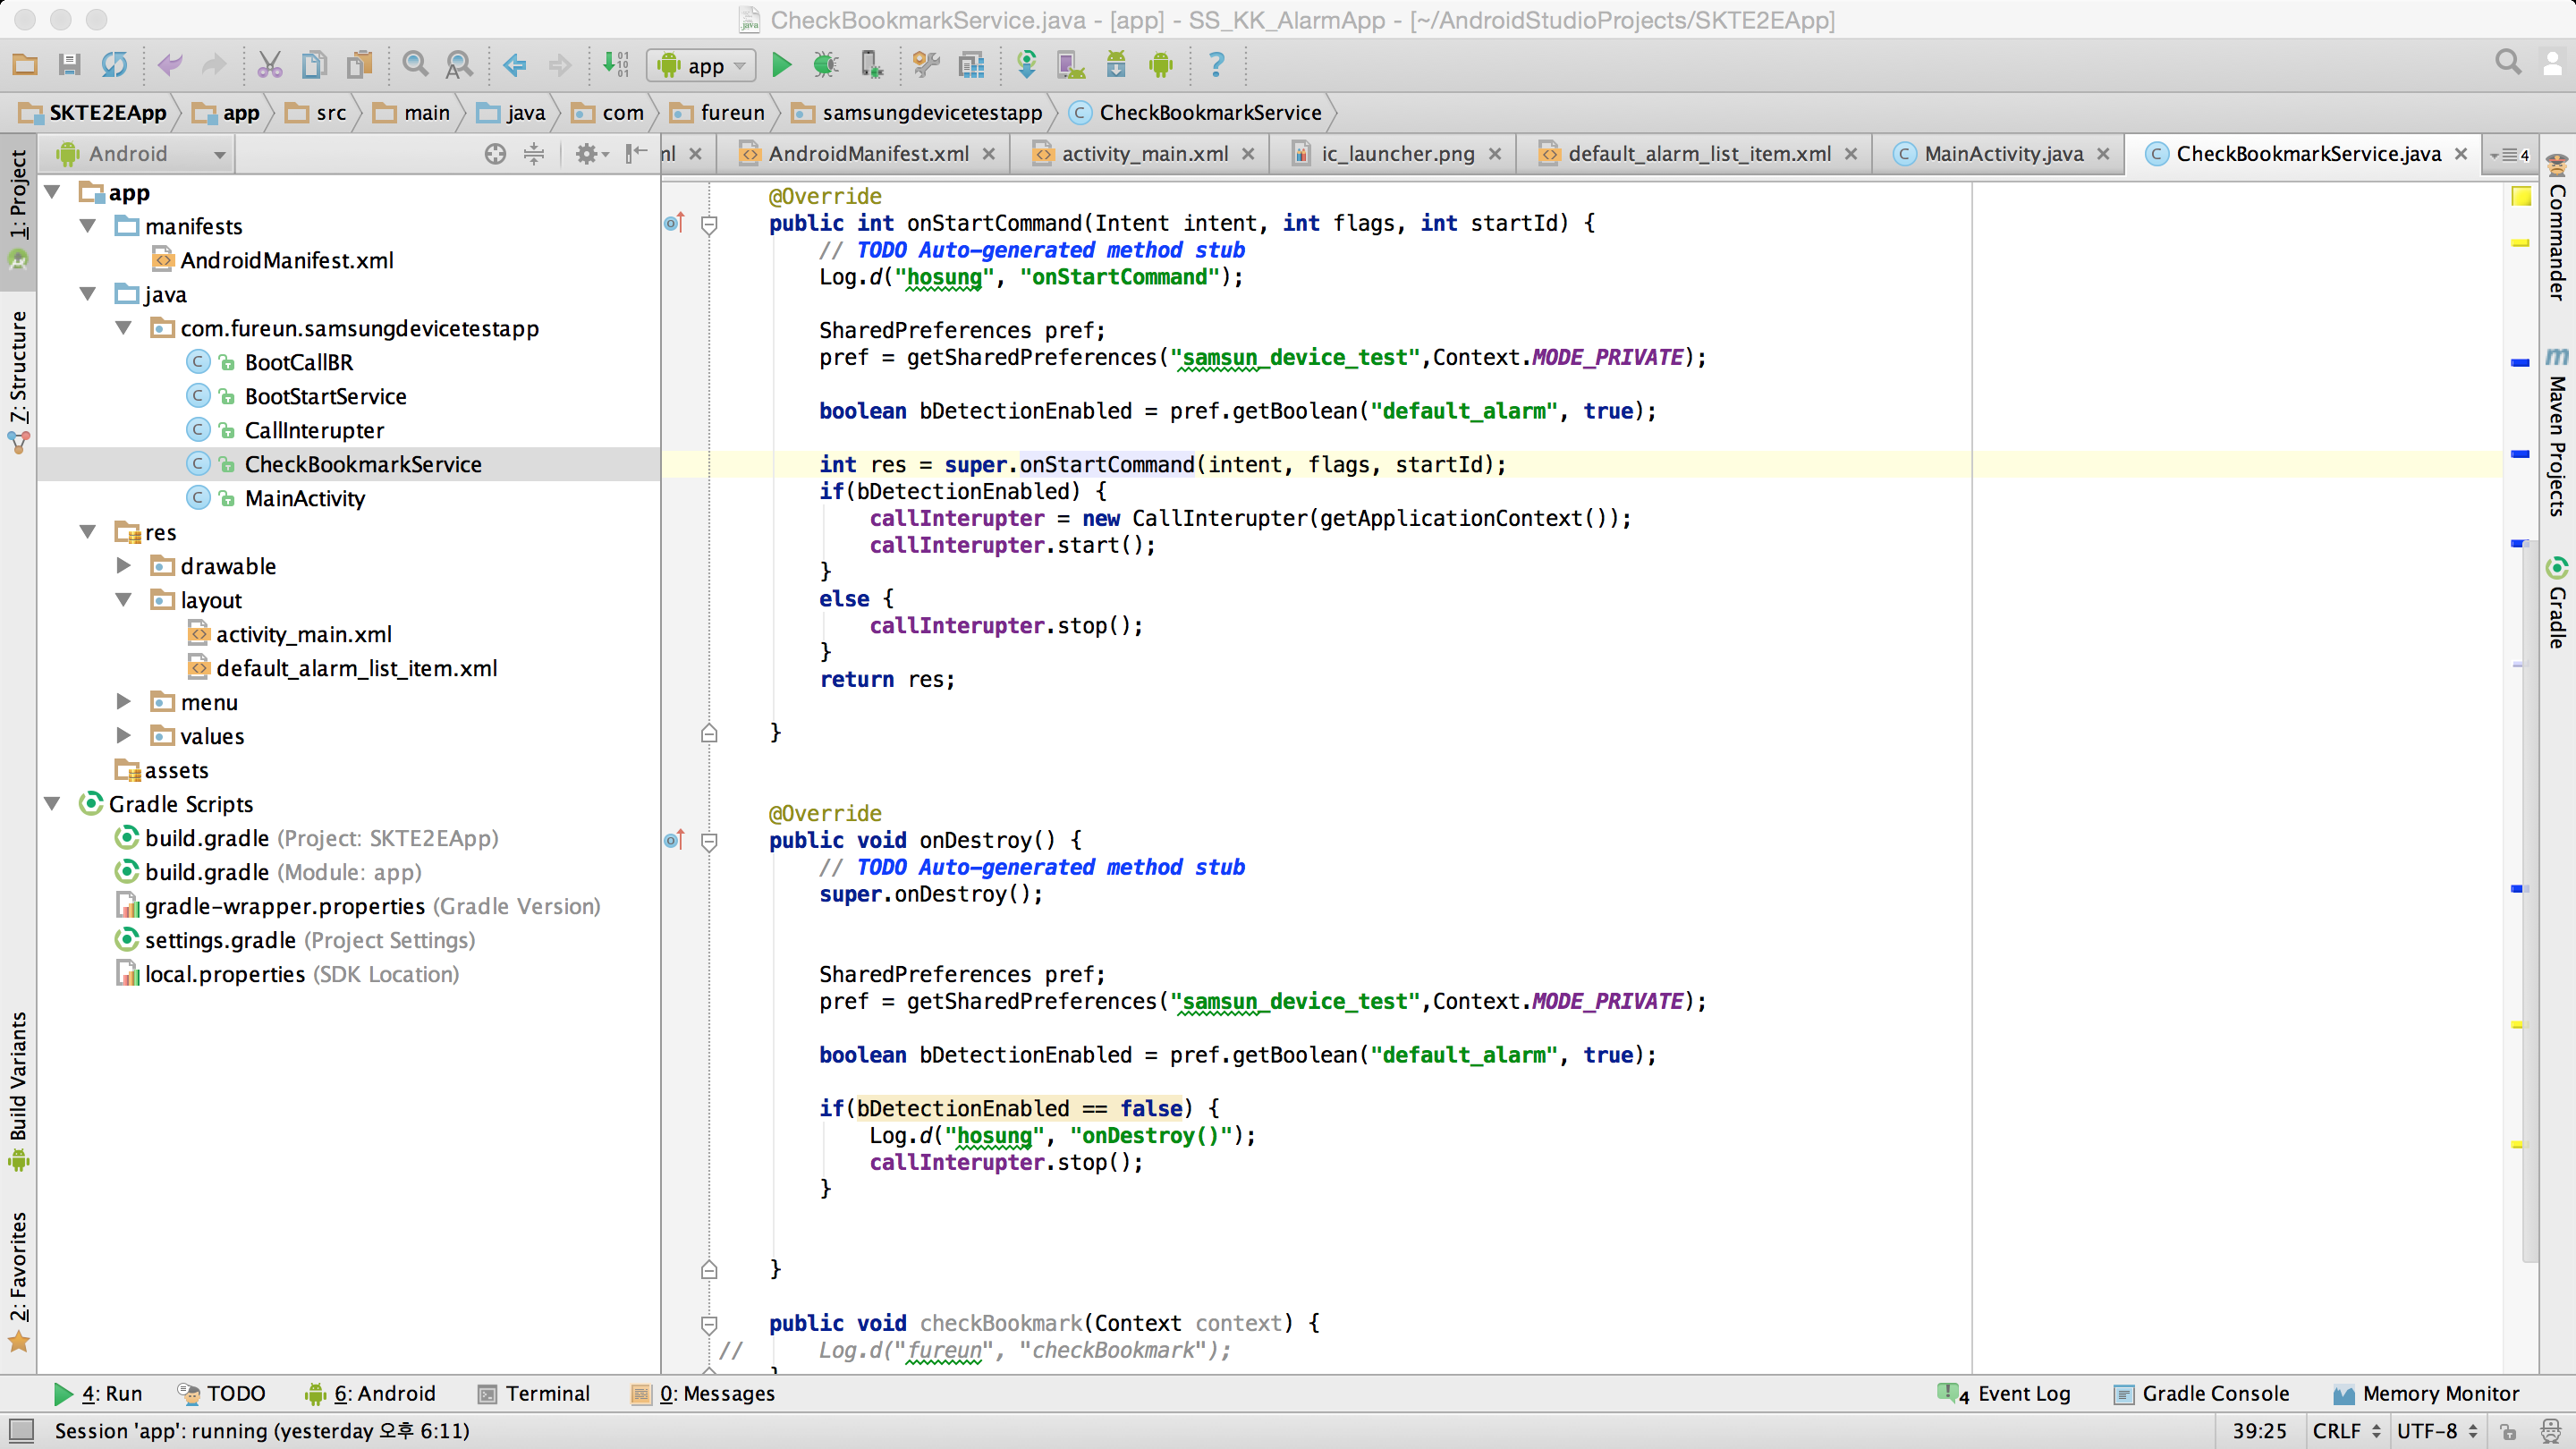 CheckBookmarkService.java - [app] - SS_KK_AlarmApp - [~/AndroidStudioProjects/SKTE2EApp]
app
SKTE2EApp app src main java com fureun samsungdevicetestapp CheckBookmarkService
Android
ml AndroidManifest.xml activity_main.xml ic_launcher.png default_alarm_list_item.xml MainActivity.java CheckBookmarkService.java 4
1: Project
Z: Structure
Build Variants
2: Favorites
app
manifests
AndroidManifest.xml
java
com.fureun.samsungdevicetestapp
BootCallBR
BootStartService
CallInterupter
CheckBookmarkService
MainActivity
res
drawable
layout
activity_main.xml
default_alarm_list_item.xml
menu
values
assets
Gradle Scripts
build.gradle (Project: SKTE2EApp)
build.gradle (Module: app)
gradle-wrapper.properties (Gradle Version)
settings.gradle (Project Settings)
local.properties (SDK Location)
@Override
public int onStartCommand(Intent intent, int flags, int startId) {
// TODO Auto-generated method stub
Log.d("hosung", "onStartCommand");
SharedPreferences pref;
pref = getSharedPreferences("samsun_device_test",Context.MODE_PRIVATE);
boolean bDetectionEnabled = pref.getBoolean("default_alarm", true);
int res = super.onStartCommand(intent, flags, startId);
if(bDetectionEnabled) {
callInterupter = new CallInterupter(getApplicationContext());
callInterupter.start();
}
else {
callInterupter.stop();
}
return res;
}
@Override
public void onDestroy() {
// TODO Auto-generated method stub
super.onDestroy();
SharedPreferences pref;
pref = getSharedPreferences("samsun_device_test",Context.MODE_PRIVATE);
boolean bDetectionEnabled = pref.getBoolean("default_alarm", true);
if(bDetectionEnabled == false) {
Log.d("hosung", "onDestroy()");
callInterupter.stop();
}
}
public void checkBookmark(Context context) {
// Log.d("fureun", "checkBookmark");
}
Commander
m Maven Projects
Gradle
4: Run TODO 6: Android Terminal 0: Messages 4 Event Log Gradle Console Memory Monitor
Session 'app': running (yesterday 오후 6:11) 39:25 CRLF UTF-8